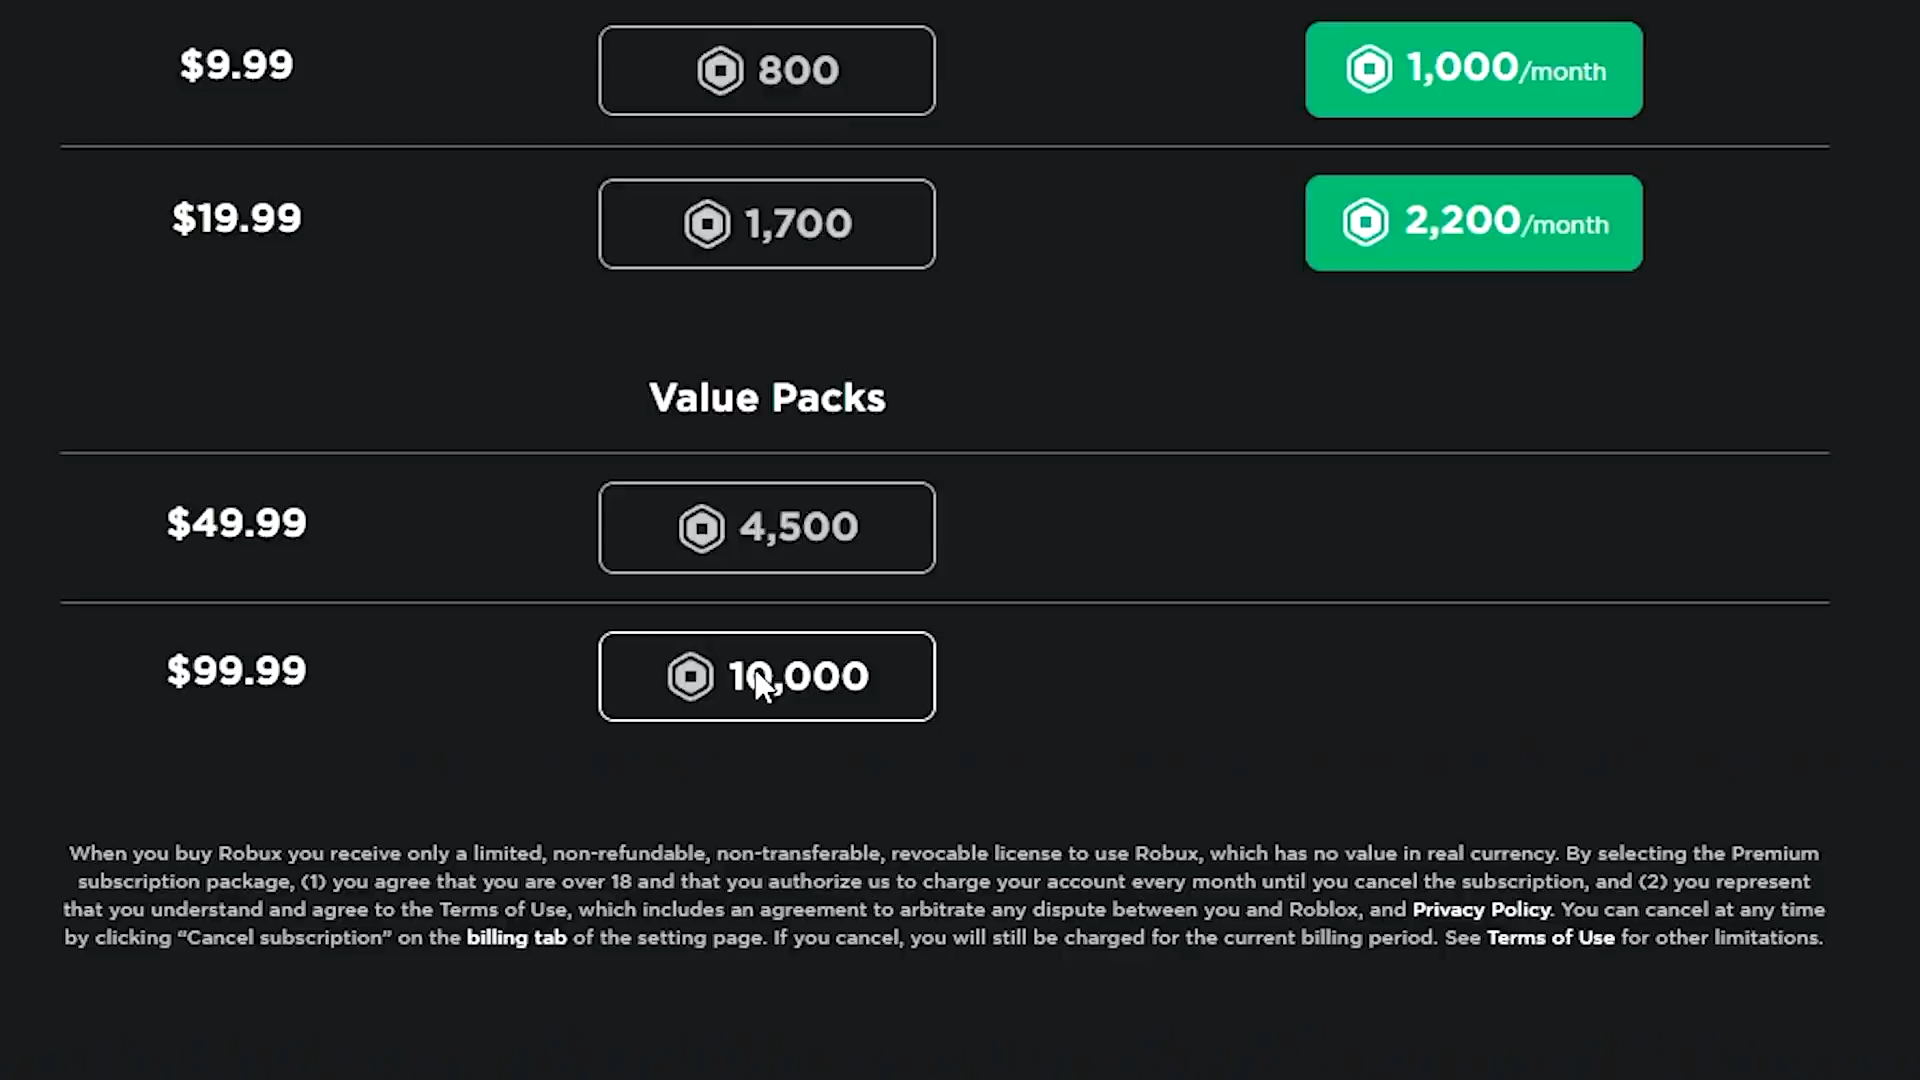 $9.99
800
1,000/month
$19.99
1,700
2,200/month
Value Packs
$49.99
4,500
$99.99
10,000
When you buy Robux you receive only a limited, non-refundable, non-transferable, revocable license to use Robux, which has no value in real currency. By selecting the Premium
subscription package, (1) you agree that you are over 18 and that you authorize us to charge your account every month until you cancel the subscription, and (2) you represent
that you understand and agree to the Terms of Use, which includes an agreement to arbitrate any dispute between you and Roblox, and Privacy Policy. You can cancel at any time
by clicking “Cancel subscription” on the billing tab of the setting page. If you cancel, you will still be charged for the current billing period. See Terms of Use for other limitations.